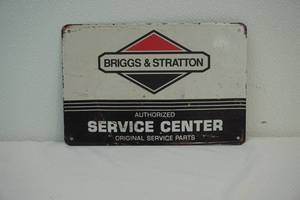 BRIGGS & STRATTON
AUTHORIZED
SERVICE CENTER
ORIGINAL SERVICE PARTS